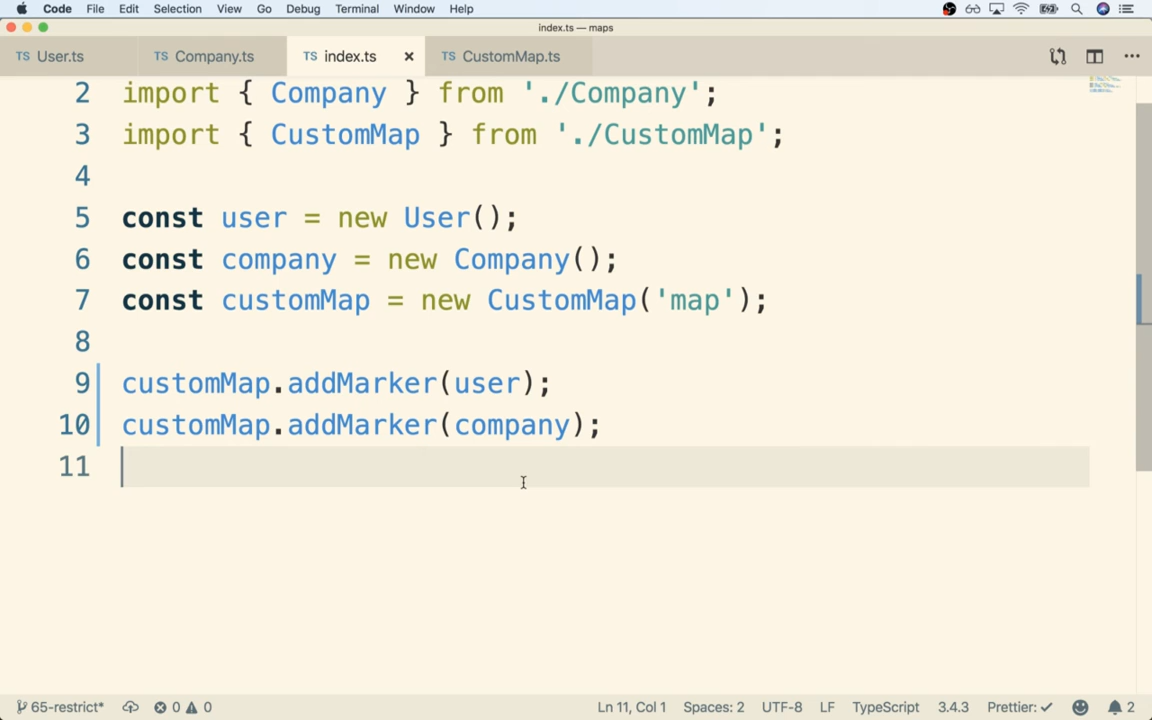 Code File Edit Selection View Go Debug Terminal Window Help
index.ts — maps
TS User.ts TS Company.ts TS index.ts × TS CustomMap.ts
2 import { Company } from './Company';
3 import { CustomMap } from './CustomMap';
4
5 const user = new User();
6 const company = new Company();
7 const customMap = new CustomMap('map');
8
9 customMap.addMarker(user);
10 customMap.addMarker(company);
11
65-restrict* 0 0 Ln 11, Col 1 Spaces: 2 UTF-8 LF TypeScript 3.4.3 Prettier: ✓ 2